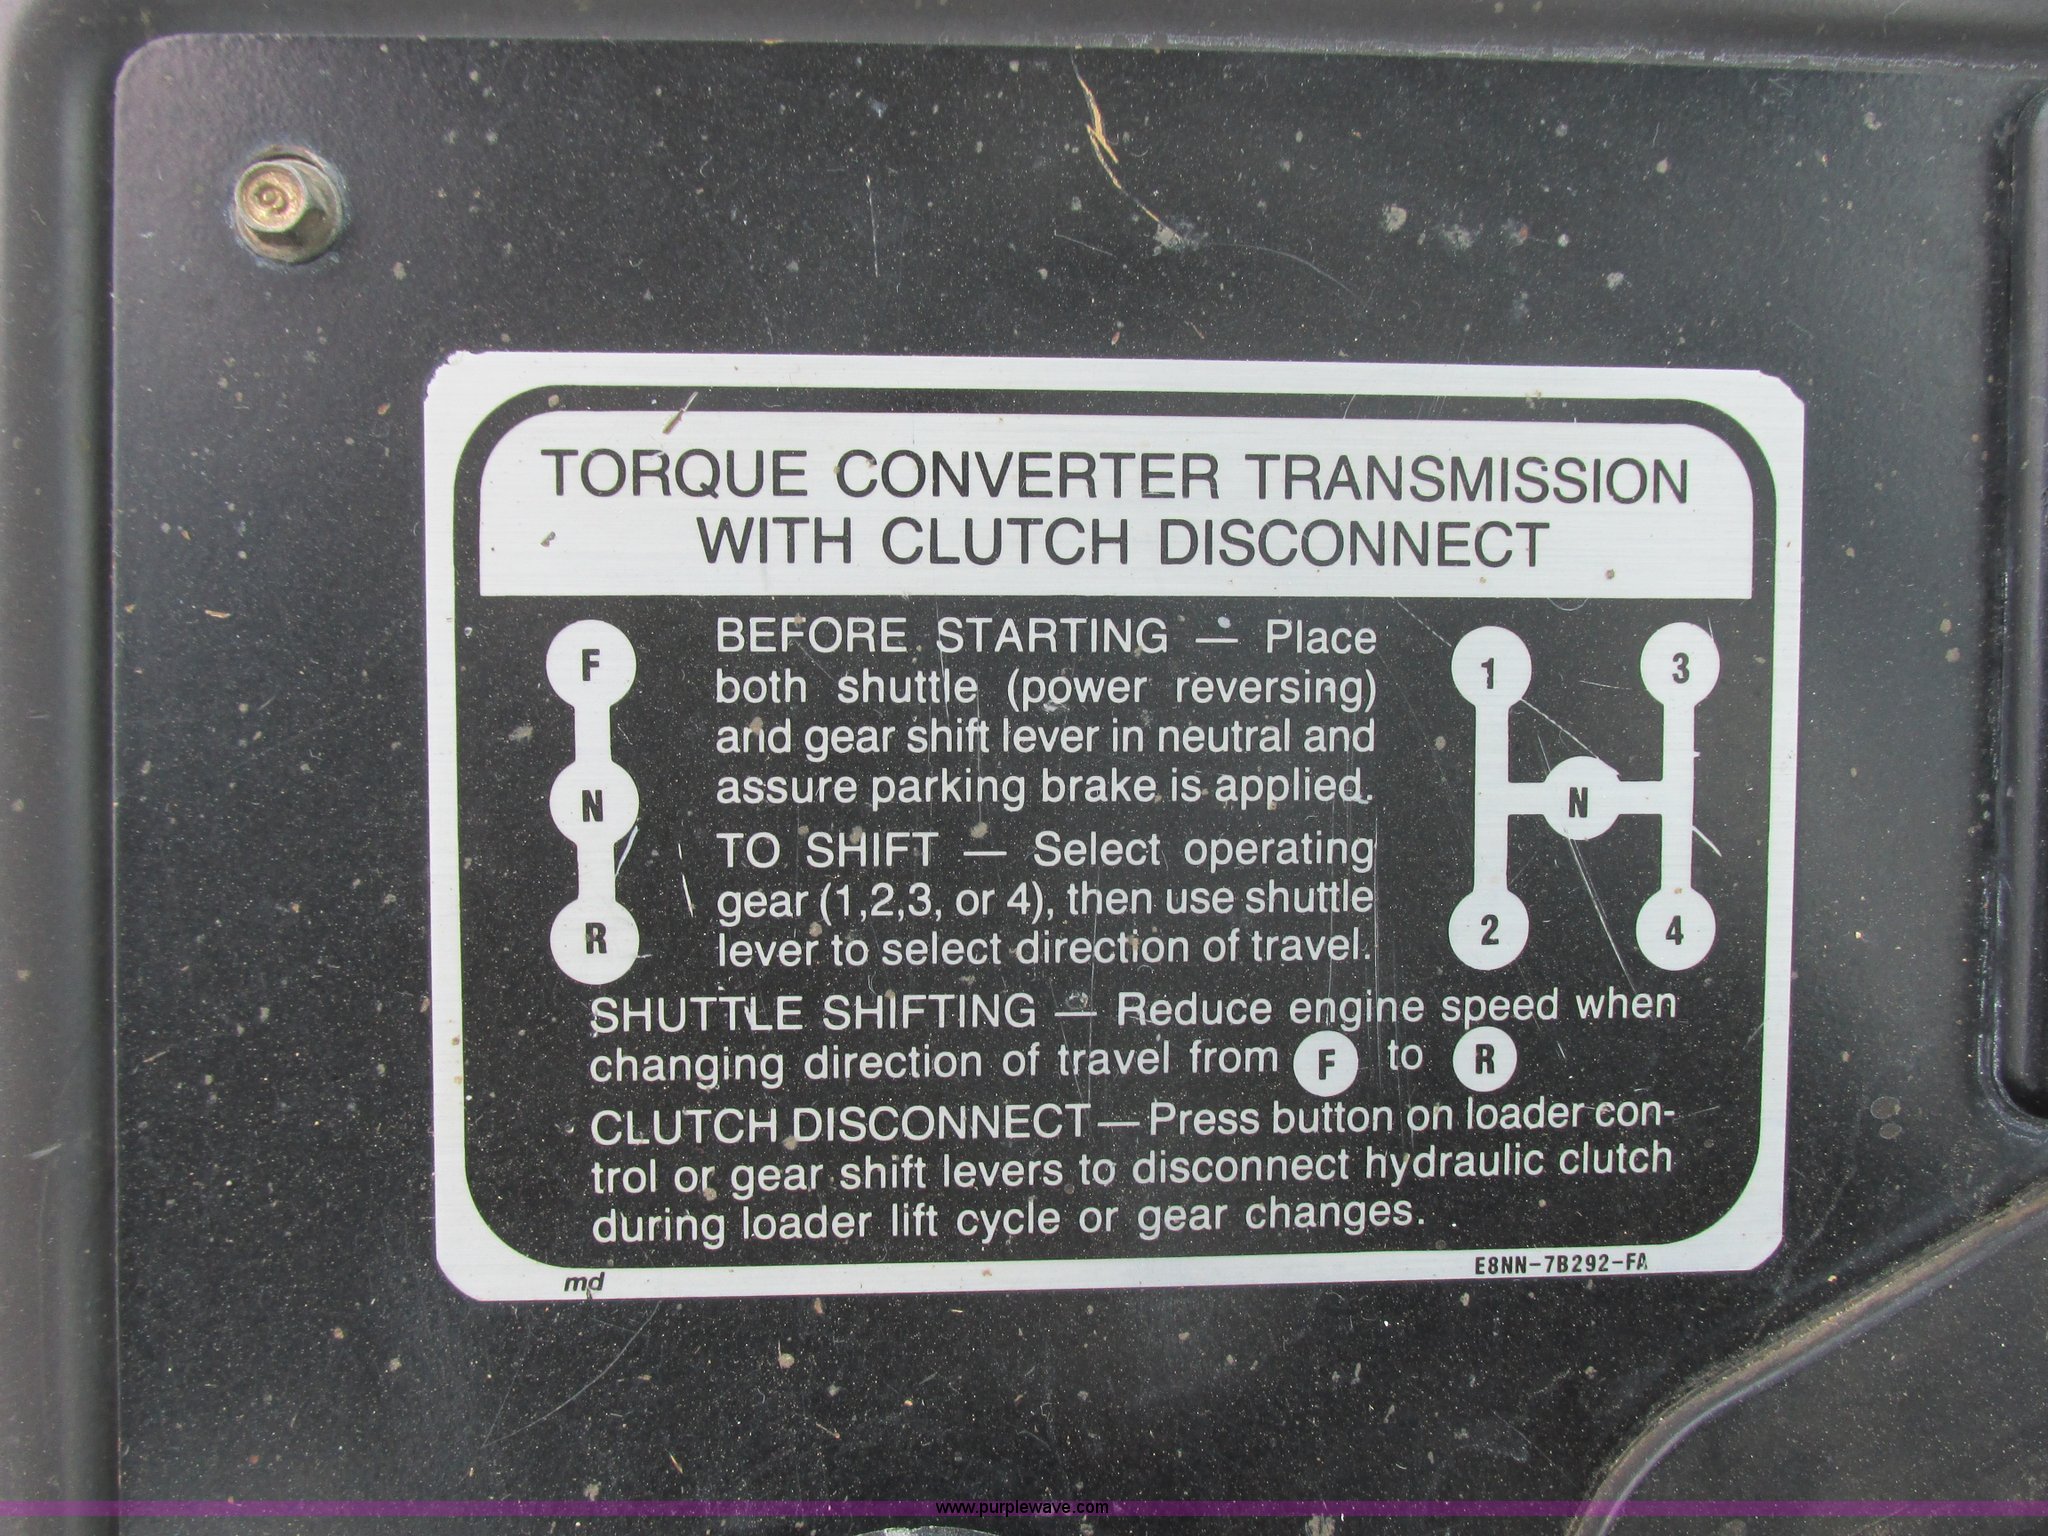 TORQUE CONVERTER TRANSMISSION
WITH CLUTCH DISCONNECT
F
N
R
BEFORE STARTING — Place
both shuttle (power reversing)
and gear shift lever in neutral and
assure parking brake is applied.
TO SHIFT — Select operating
gear (1,2,3, or 4), then use shuttle
lever to select direction of travel.
1 3
N
2 4
SHUTTLE SHIFTING — Reduce engine speed when
changing direction of travel from F to R
CLUTCH DISCONNECT — Press button on loader con-
trol or gear shift levers to disconnect hydraulic clutch
during loader lift cycle or gear changes.
md
E8NN-7B292-FA
www.purplewave.com